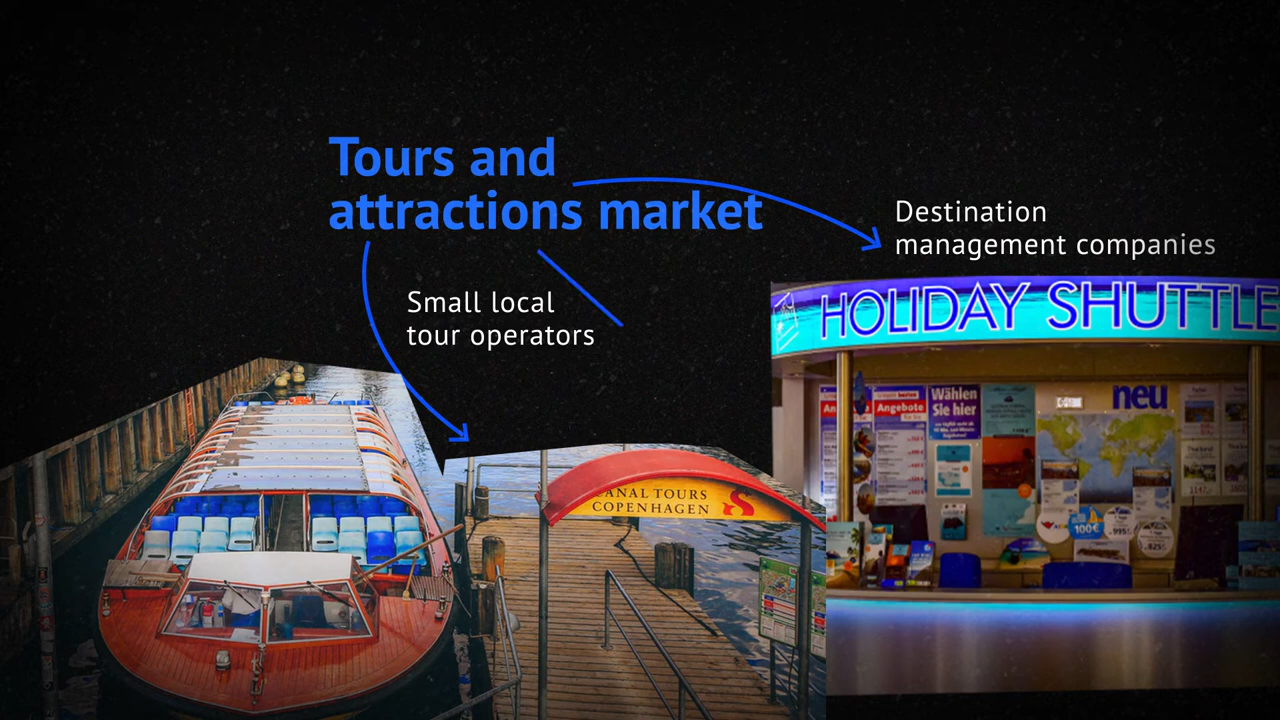 Tours and
attractions market
Destination
management companies
Small local
tour operators
HOLIDAY SHUTTLE
Wählen
Sie hier
neu
Angebote
100€
CANAL TOURS
COPENHAGEN